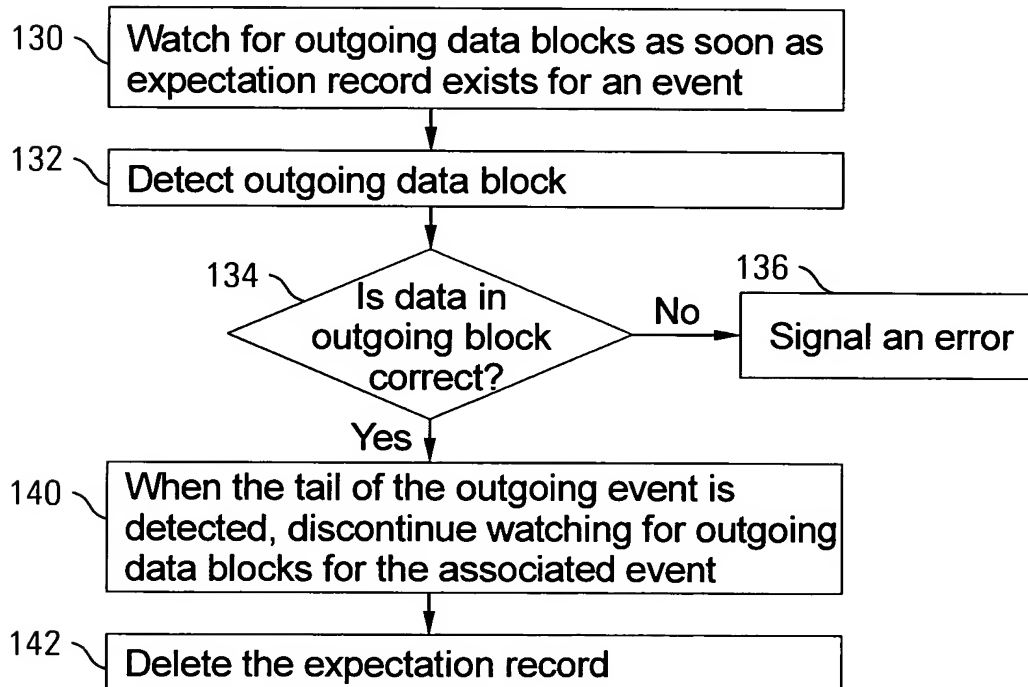 130
Watch for outgoing data blocks as soon as
expectation record exists for an event
132
Detect outgoing data block
134
Is data in
outgoing block
correct?
No
136
Signal an error
Yes
140
When the tail of the outgoing event is
detected, discontinue watching for outgoing
data blocks for the associated event
142
Delete the expectation record